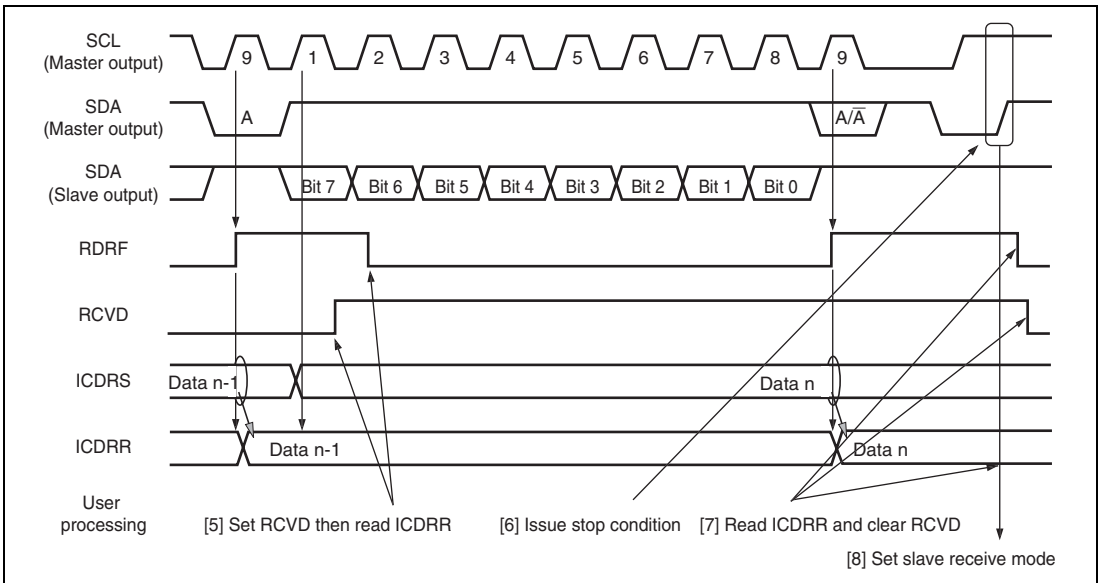 SCL
(Master output)
9 1 2 3 4 5 6 7 8 9
SDA
(Master output)
A A/A̅
SDA
(Slave output)
Bit 7 Bit 6 Bit 5 Bit 4 Bit 3 Bit 2 Bit 1 Bit 0
RDRF
RCVD
ICDRS
Data n-1 Data n
ICDRR
Data n-1 Data n
User
processing
[5] Set RCVD then read ICDRR [6] Issue stop condition [7] Read ICDRR and clear RCVD
[8] Set slave receive mode